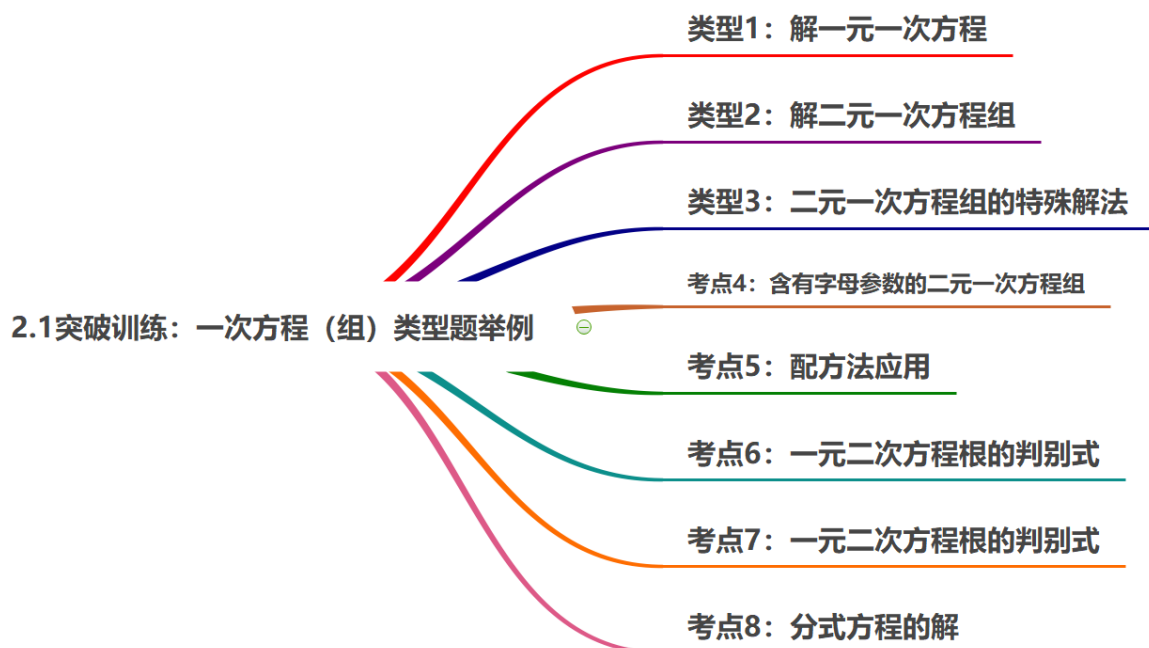 类型1：解一元一次方程
类型2：解二元一次方程组
类型3：二元一次方程组的特殊解法
考点4：含有字母参数的二元一次方程组
2.1突破训练：一次方程（组）类型题举例
考点5：配方法应用
考点6：一元二次方程根的判别式
考点7：一元二次方程根的判别式
考点8：分式方程的解